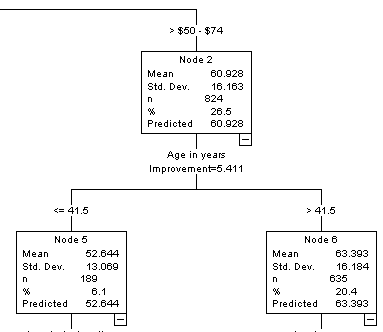 > $50 - $74
Node 2
Mean 60.928
Std. Dev. 16.163
n 824
% 26.5
Predicted 60.928
Age in years
Improvement=5.411
<= 41.5
> 41.5
Node 5
Mean 52.644
Std. Dev. 13.069
n 189
% 6.1
Predicted 52.644
Node 6
Mean 63.393
Std. Dev. 16.184
n 635
% 20.4
Predicted 63.393